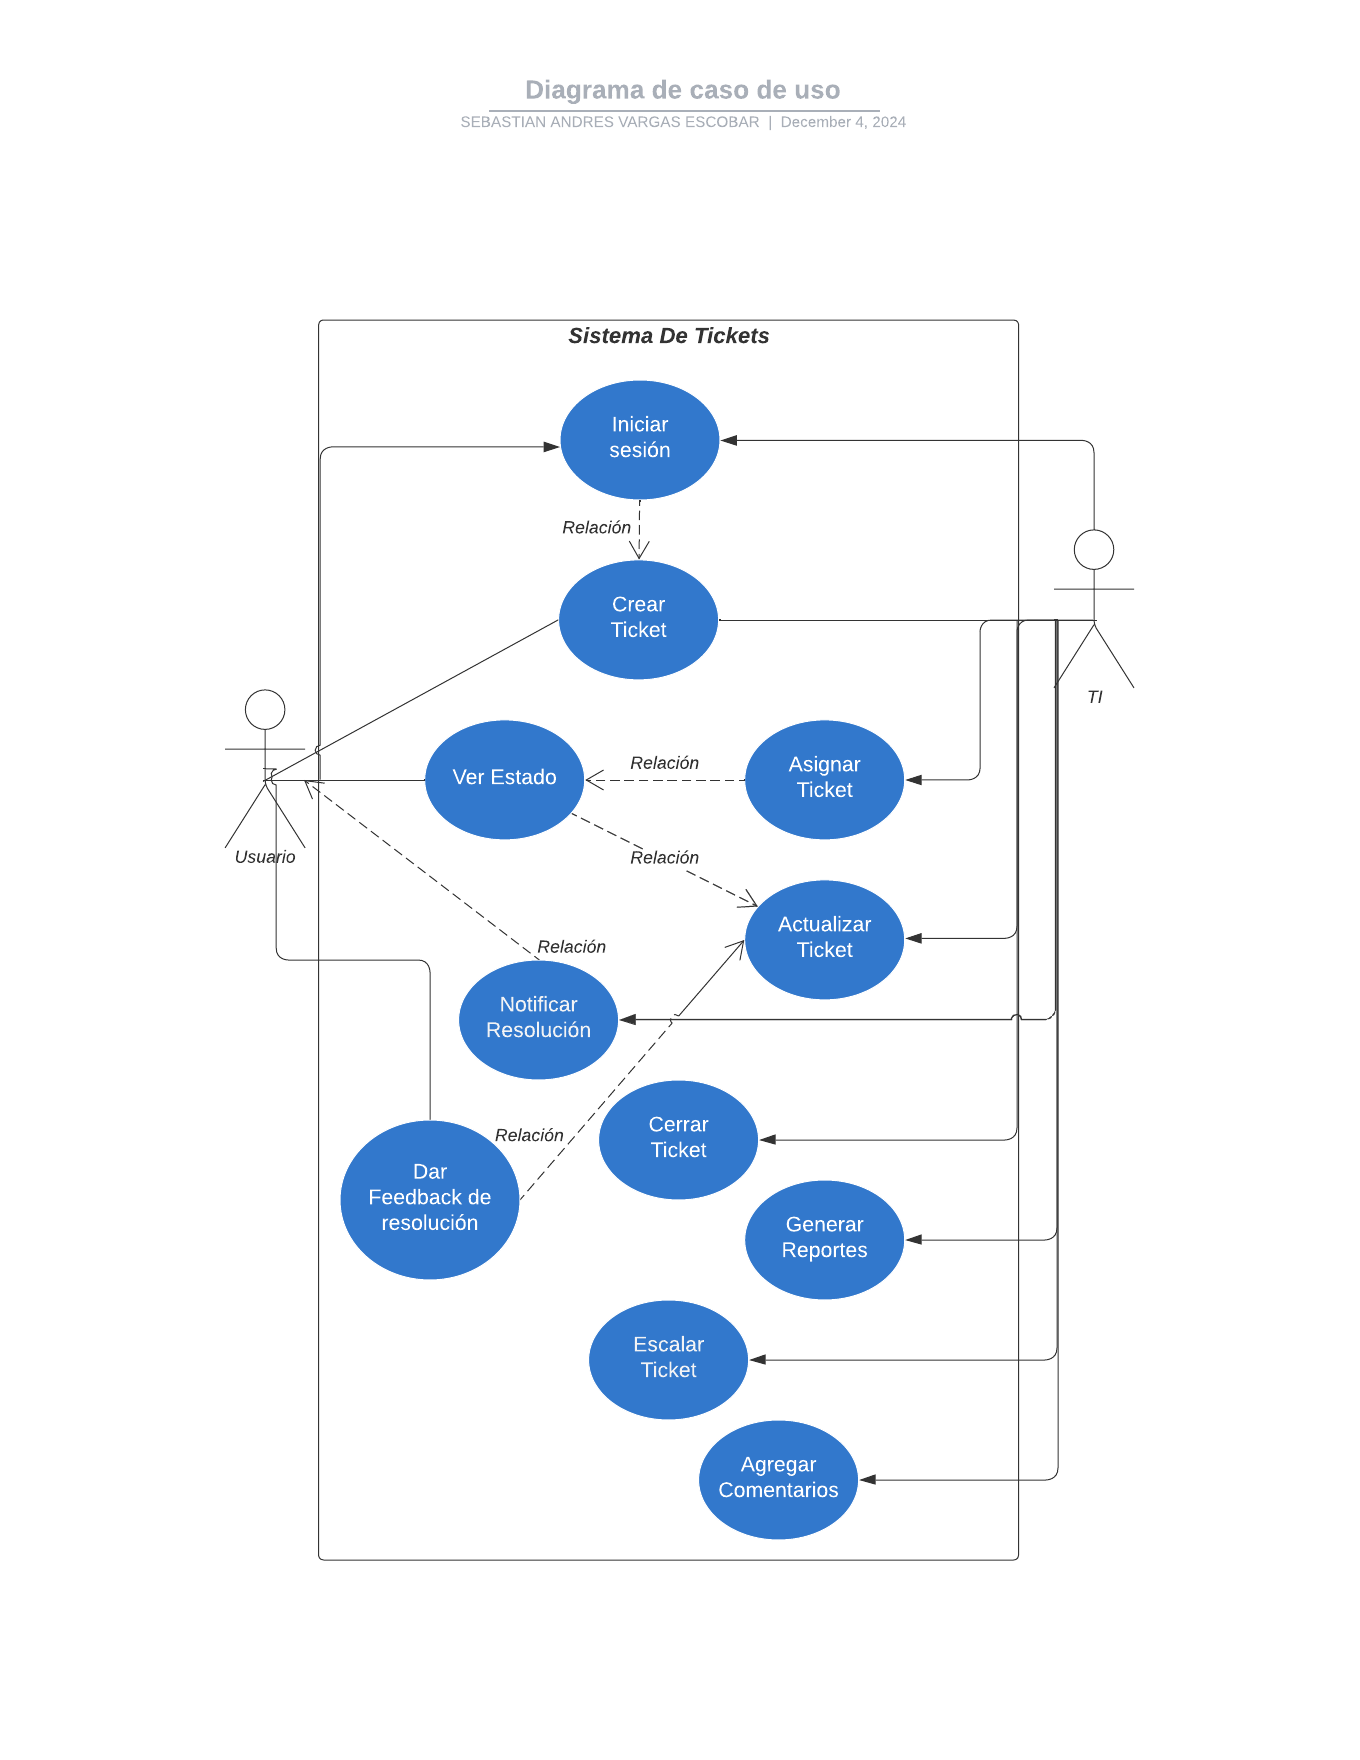 Diagrama de caso de uso
SEBASTIAN ANDRES VARGAS ESCOBAR | December 4, 2024
Sistema De Tickets
Iniciar
sesión
Relación
Crear
Ticket
TI
Ver Estado
Relación
Asignar
Ticket
Usuario
Relación
Actualizar
Ticket
Relación
Notificar
Resolución
Cerrar
Ticket
Relación
Dar
Feedback de
resolución
Generar
Reportes
Escalar
Ticket
Agregar
Comentarios